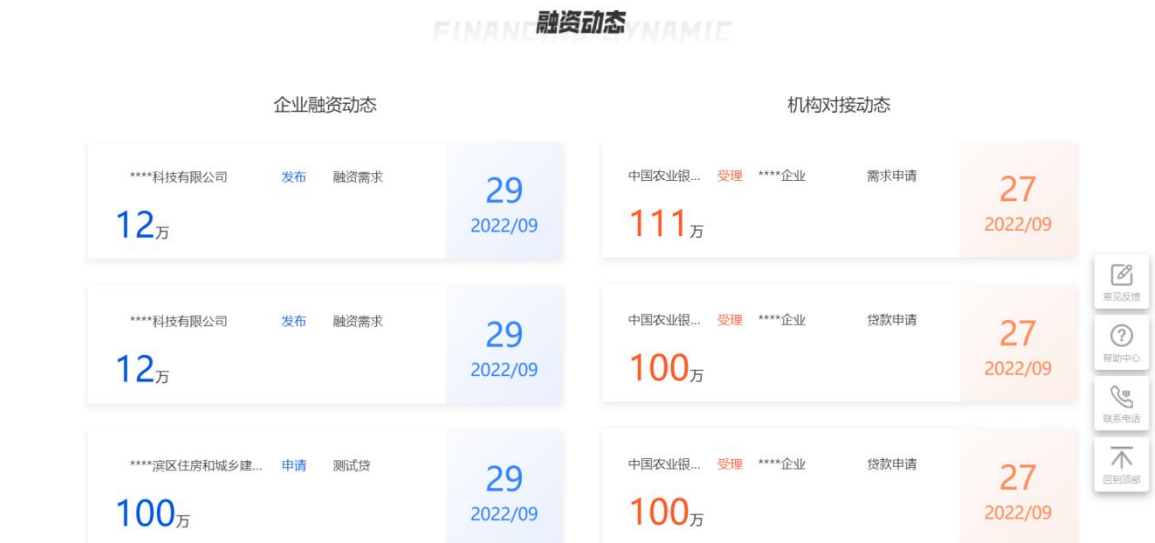 融资动态
企业融资动态
****科技有限公司 发布 融资需求
12万
29
2022/09
****科技有限公司 发布 融资需求
12万
29
2022/09
****滨区住房和城乡建... 申请 测试贷
100万
29
2022/09
机构对接动态
中国农业银... 受理 ****企业 需求申请
111万
27
2022/09
中国农业银... 受理 ****企业 贷款申请
100万
27
2022/09
中国农业银... 受理 ****企业 贷款申请
100万
27
2022/09
意见反馈
帮助中心
联系电话
回到顶部